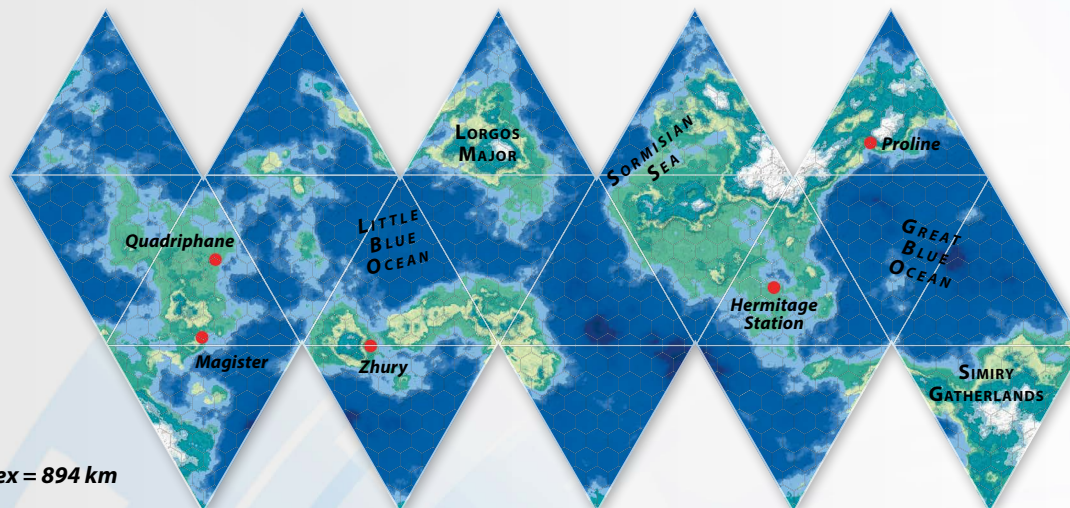 LORGOS
MAJOR
SORMISIAN
SEA
Proline
Quadriphane
LITTLE
BLUE
OCEAN
GREAT
BLUE
OCEAN
Hermitage
Station
Magister
Zhury
SIMIRY
GATHERLANDS
ex = 894 km